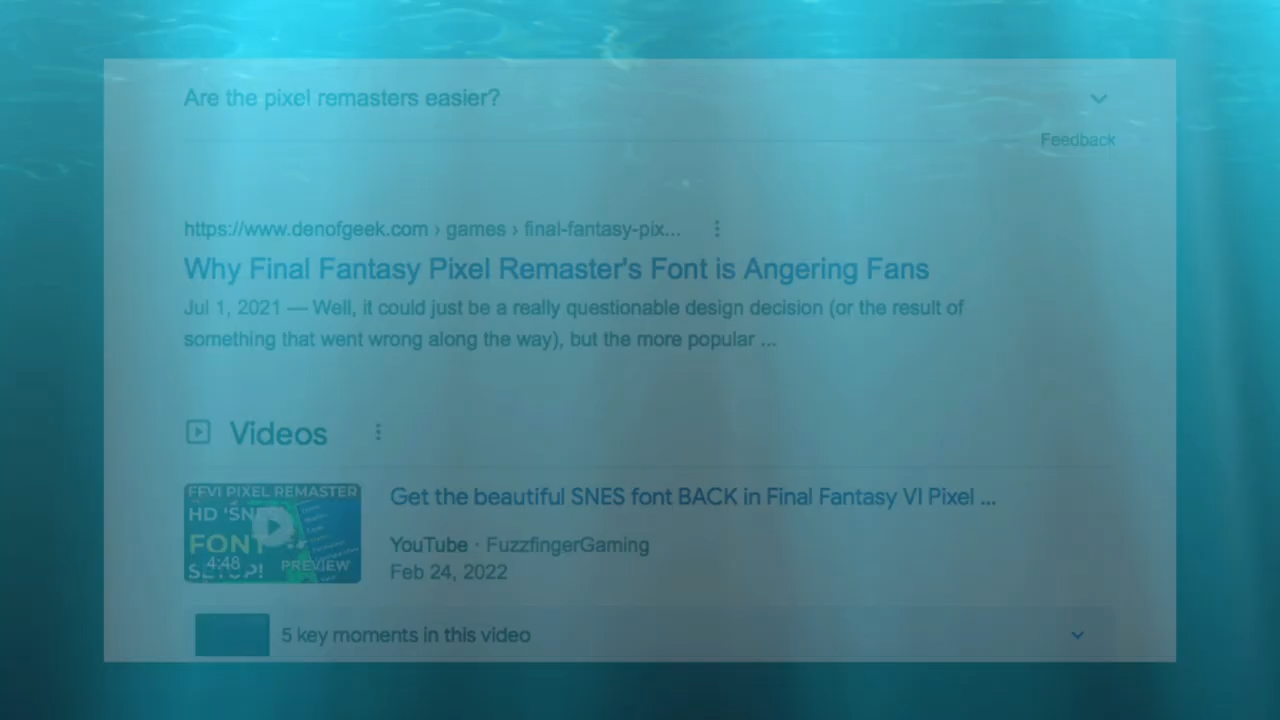 Are the pixel remasters easier?
Feedback
https://www.denofgeek.com › games › final-fantasy-pix...
Why Final Fantasy Pixel Remaster's Font is Angering Fans
Jul 1, 2021 — Well, it could just be a really questionable design decision (or the result of
something that went wrong along the way), but the more popular ...
Videos
FFVI PIXEL REMASTER
HD 'SNES
FONT
SETUP!
4:48
PREVIEW
Get the beautiful SNES font BACK in Final Fantasy VI Pixel ...
YouTube · FuzzfingerGaming
Feb 24, 2022
5 key moments in this video